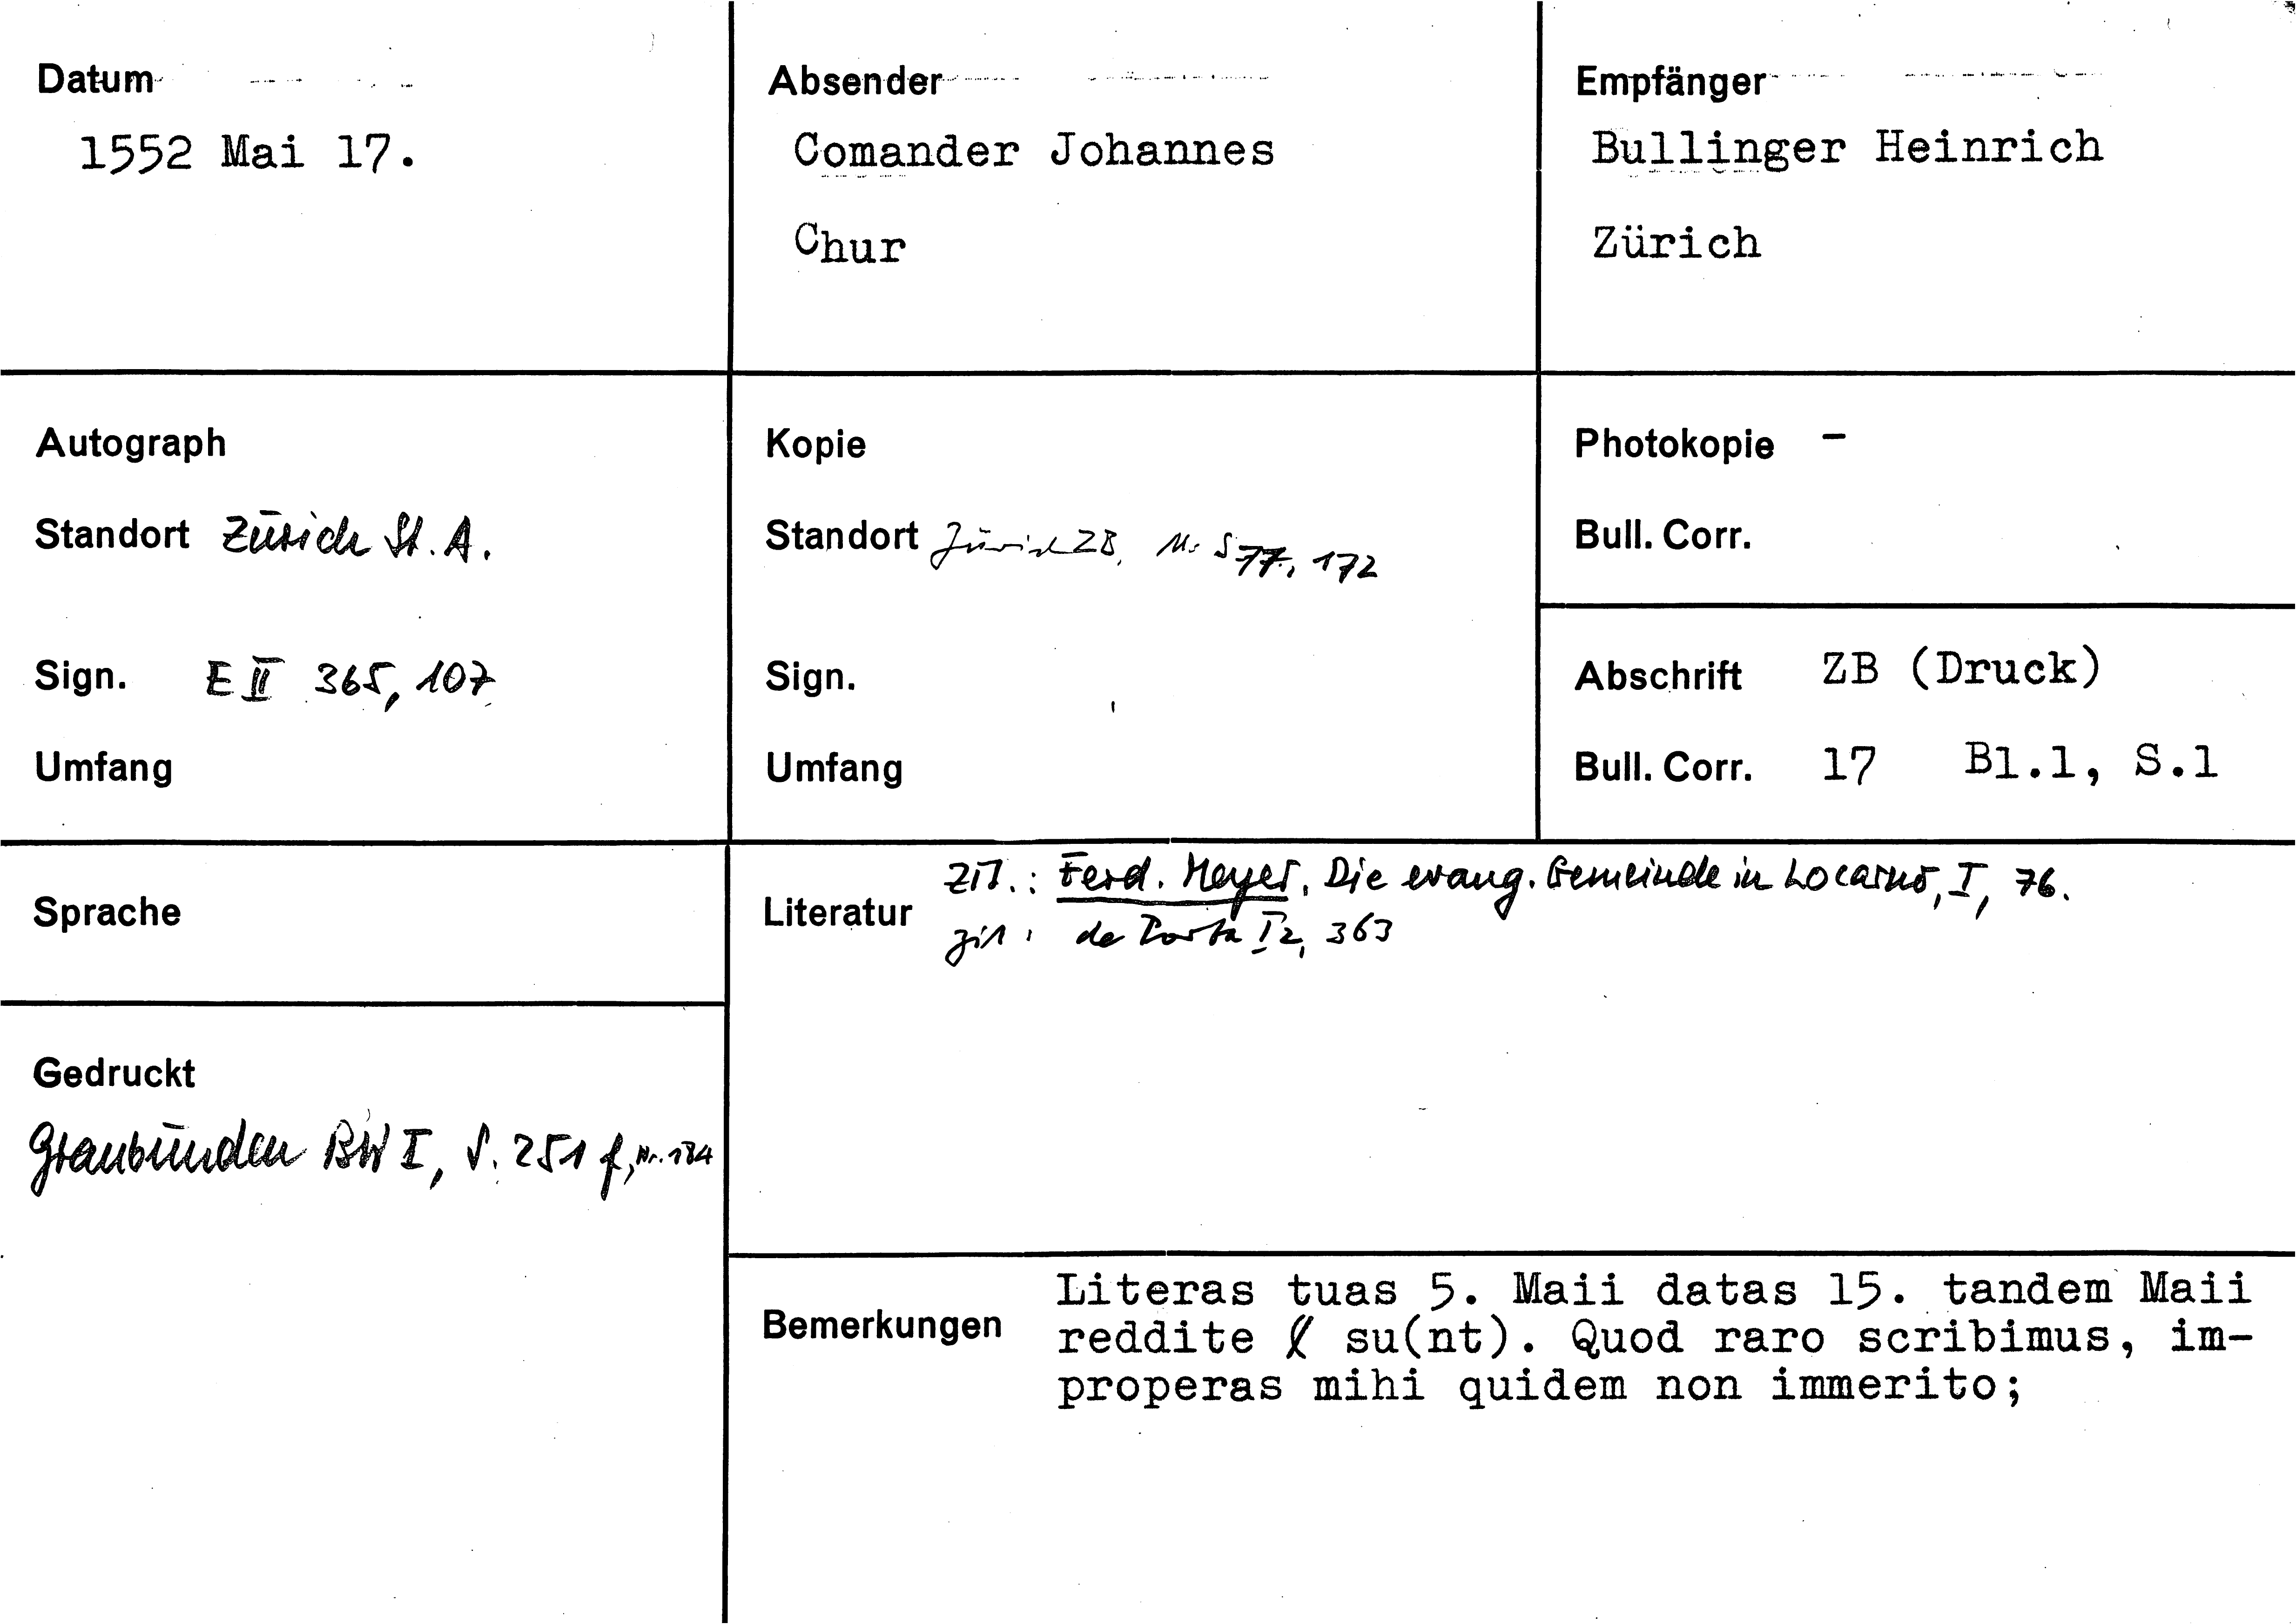 Datum
1552 Mai 17.
Absender
Comander Johannes
Chur
Empfänger
Bullinger Heinrich
Zürich
Autograph
Standort Zürich St. A.
Sign. E II 365, 107
Umfang
Kopie
Standort Zürich ZB, Ms S 77, 172
Sign.
Umfang
Photokopie -
Bull. Corr.
Abschrift ZB (Druck)
Bull. Corr. 17 Bl.1, S.1
Sprache
Literatur
zit.: Ferd. Meyer, Die evang. Gemeinde in Locarno, I, 76.
zit: de Porta I2, 363
Gedruckt
Graubünden BW I, S. 251 f, Nr. 184
Bemerkungen
Literas tuas 5. Maii datas 15. tandem Maii
reddite su(nt). Quod raro scribimus, im-
properas mihi quidem non immerito;